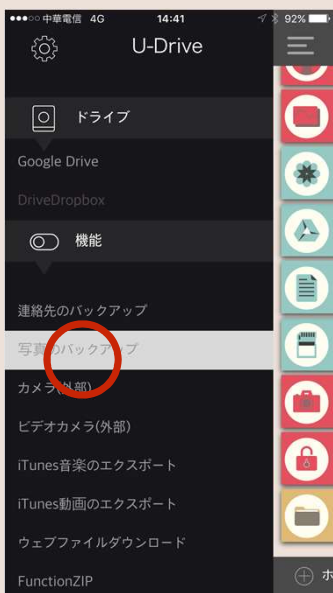 中華電信 4G 14:41 92%
U-Drive
ドライブ
Google Drive
DriveDropbox
機能
連絡先のバックアップ
写真のバックアップ
カメラ(外部)
ビデオカメラ(外部)
iTunes音楽のエクスポート
iTunes動画のエクスポート
ウェブファイルダウンロード
FunctionZIP
ホ